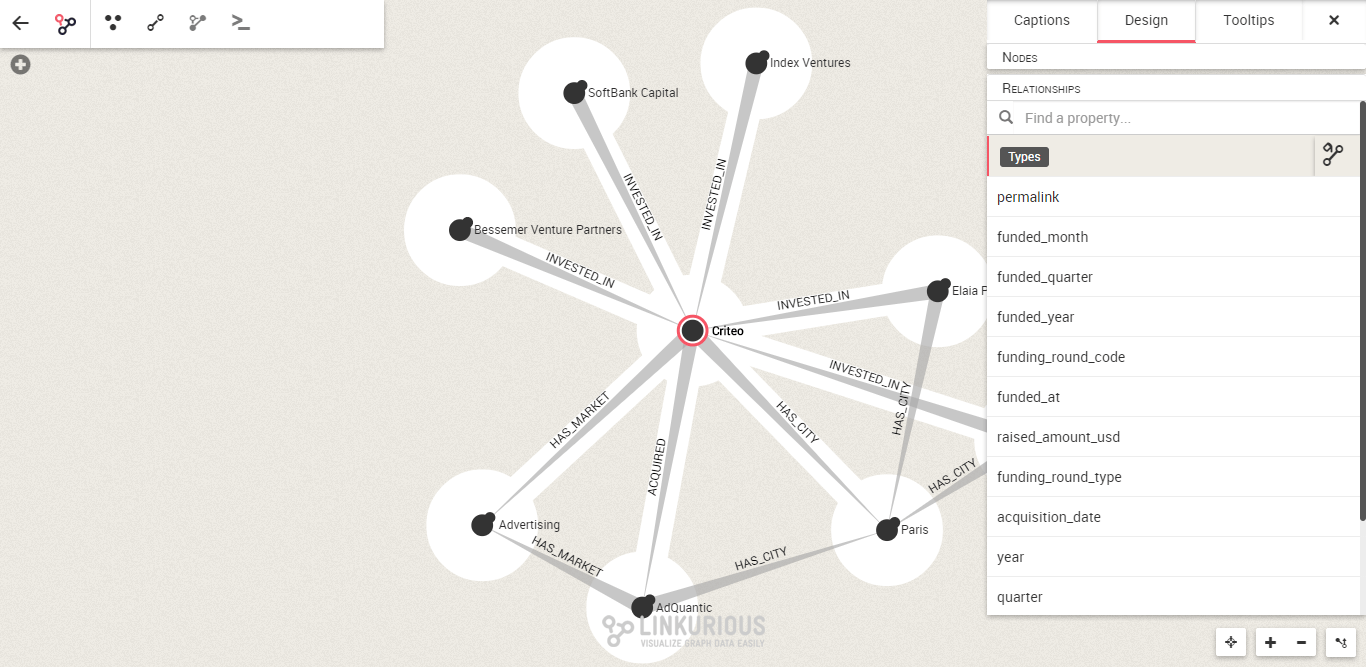 Captions
Design
Tooltips
Nodes
Relationships
Find a property...
Types
permalink
funded_month
funded_quarter
funded_year
funding_round_code
funded_at
raised_amount_usd
funding_round_type
acquisition_date
year
quarter
Index Ventures
SoftBank Capital
INVESTED_IN
INVESTED_IN
Bessemer Venture Partners
INVESTED_IN
Elaia P
INVESTED_IN
Criteo
INVESTED_IN
HAS_CITY
HAS_MARKET
HAS_CITY
ACQUIRED
HAS_CITY
Advertising
Paris
HAS_MARKET
HAS_CITY
AdQuantic
LINKURIOUS
VISUALIZE GRAPH DATA EASILY